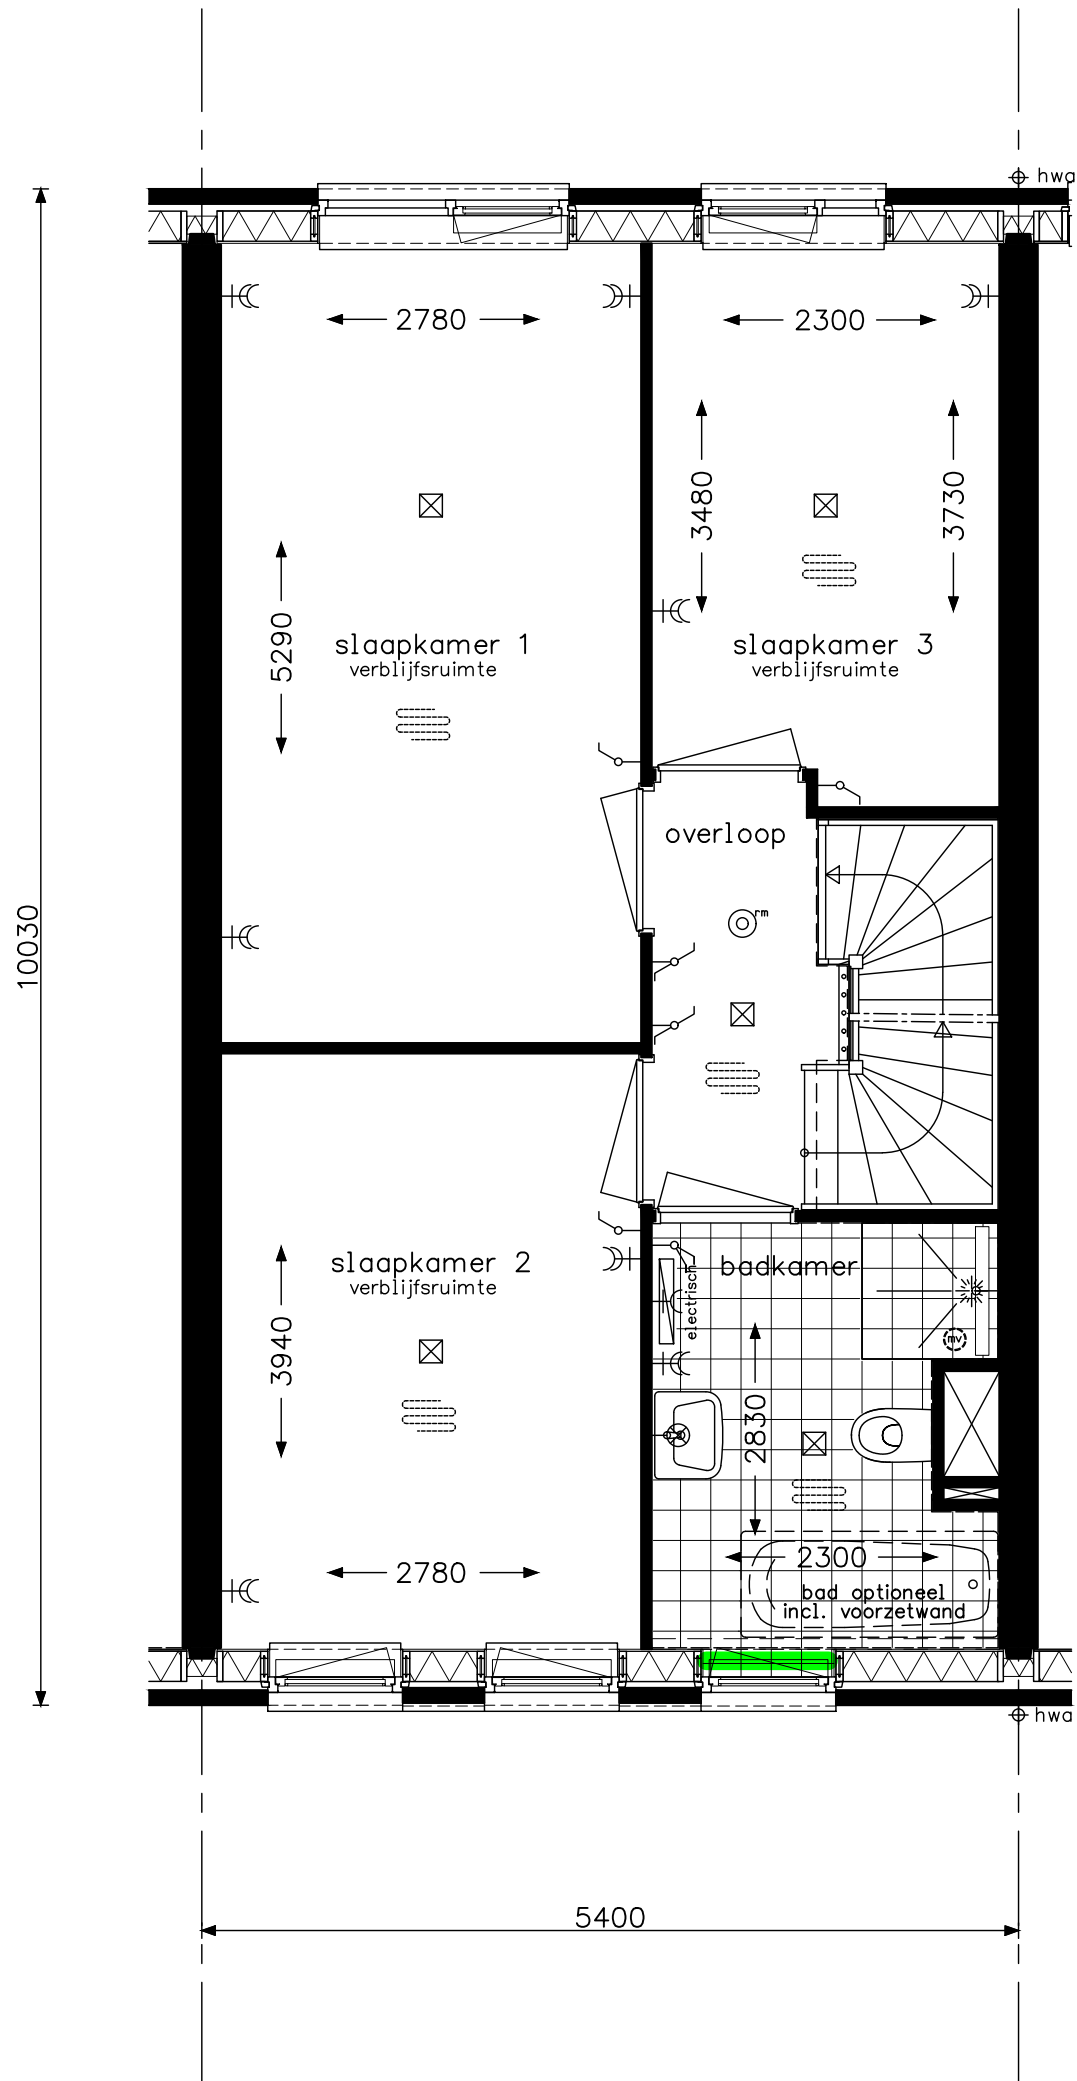 hwa
2780
2300
3480
3730
5290
slaapkamer 1
verblijfsruimte
slaapkamer 3
verblijfsruimte
overloop
rm
10030
slaapkamer 2
verblijfsruimte
badkamer
electrisch
mv
3940
2830
2780
2300
bad optioneel
incl. voorzetwand
hwa
5400